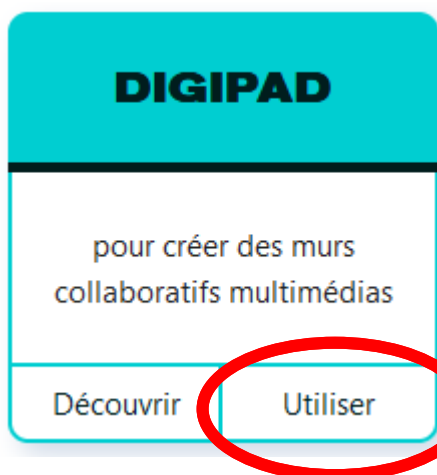 DIGIPAD
pour créer des murs
collaboratifs multimédias
Découvrir
Utiliser